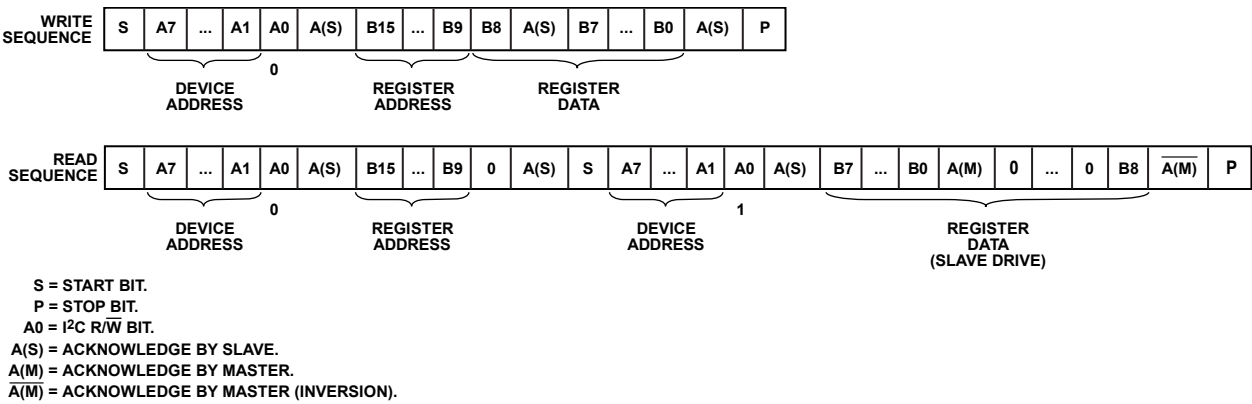 WRITE SEQUENCE S A7 ... A1 A0 A(S) B15 ... B9 B8 A(S) B7 ... B0 A(S) P
0
DEVICE ADDRESS REGISTER ADDRESS REGISTER DATA
READ SEQUENCE S A7 ... A1 A0 A(S) B15 ... B9 0 A(S) S A7 ... A1 A0 A(S) B7 ... B0 A(M) 0 ... 0 B8 A(M)̅ P
0 1
DEVICE ADDRESS REGISTER ADDRESS DEVICE ADDRESS REGISTER DATA (SLAVE DRIVE)
S = START BIT.
P = STOP BIT.
A0 = I²C R/W̅ BIT.
A(S) = ACKNOWLEDGE BY SLAVE.
A(M) = ACKNOWLEDGE BY MASTER.
A̅(̅M̅)̅ = ACKNOWLEDGE BY MASTER (INVERSION).